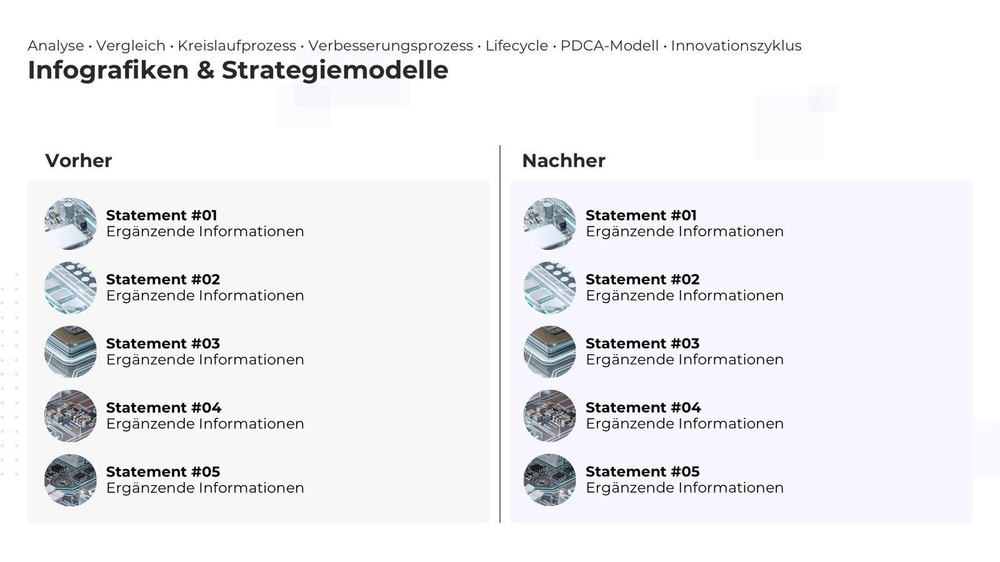 Analyse • Vergleich • Kreislaufprozess • Verbesserungsprozess • Lifecycle • PDCA-Modell • Innovationszyklus
Infografiken & Strategiemodelle
Vorher
Statement #01
Ergänzende Informationen
Statement #02
Ergänzende Informationen
Statement #03
Ergänzende Informationen
Statement #04
Ergänzende Informationen
Statement #05
Ergänzende Informationen
Nachher
Statement #01
Ergänzende Informationen
Statement #02
Ergänzende Informationen
Statement #03
Ergänzende Informationen
Statement #04
Ergänzende Informationen
Statement #05
Ergänzende Informationen